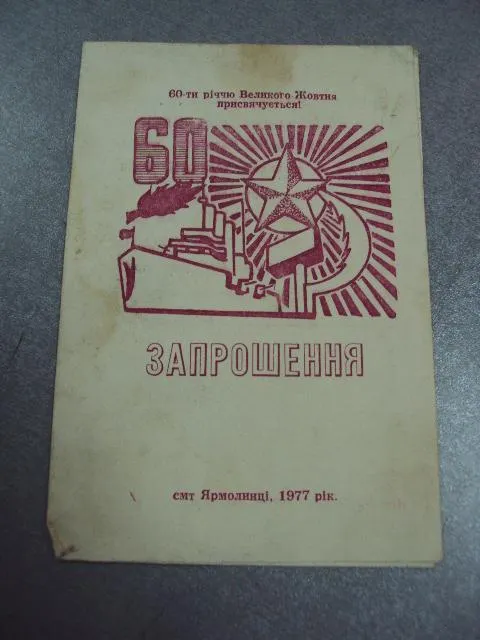 60-ти річчю Великого Жовтня
присвячується!
60
ЗАПРОШЕННЯ
смт Ярмолинці, 1977 рік.